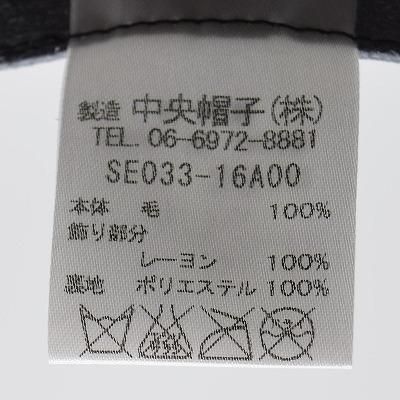 製造 中央帽子(株)
TEL. 06-6972-8881
SE033-16A00
本体 毛 100%
飾り部分
レーヨン 100%
裏地 ポリエステル 100%